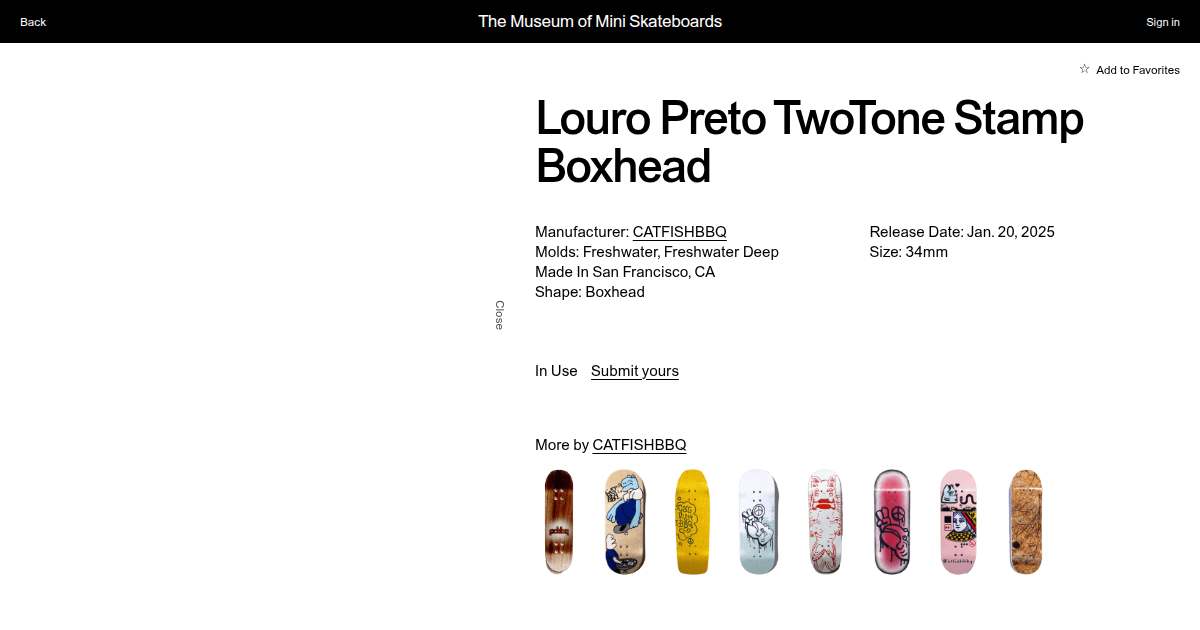 Back
The Museum of Mini Skateboards
Sign in
☆ Add to Favorites
Louro Preto TwoTone Stamp
Boxhead
Manufacturer: CATFISHBBQ
Molds: Freshwater, Freshwater Deep
Made In San Francisco, CA
Shape: Boxhead
Release Date: Jan. 20, 2025
Size: 34mm
Close
In Use Submit yours
More by CATFISHBBQ